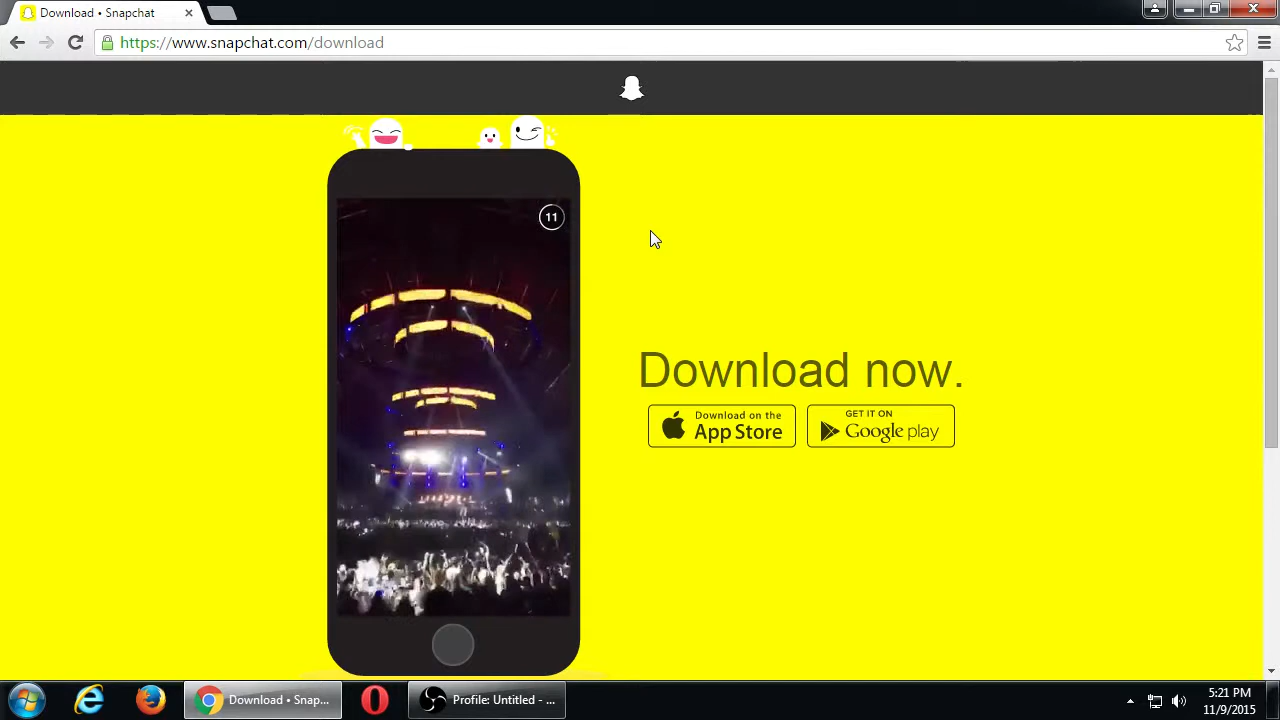 Download • Snapchat
https://www.snapchat.com/download
11
Download now.
Download on the
App Store
GET IT ON
Google play
Download • Snap...
Profile: Untitled - ...
5:21 PM
11/9/2015